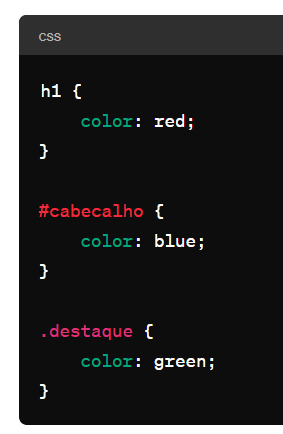 css
h1 {
    color: red;
}
#cabecalho {
    color: blue;
}
.destaque {
    color: green;
}